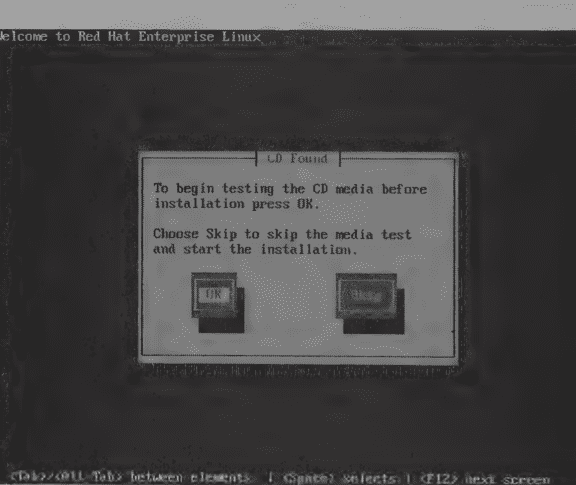 Welcome to Red Hat Enterprise Linux
CD Found
To begin testing the CD media before
installation press OK.
Choose Skip to skip the media test
and start the installation.
OK Skip
<Tab>/<Alt-Tab> between elements | <Space> selects | <F12> next screen